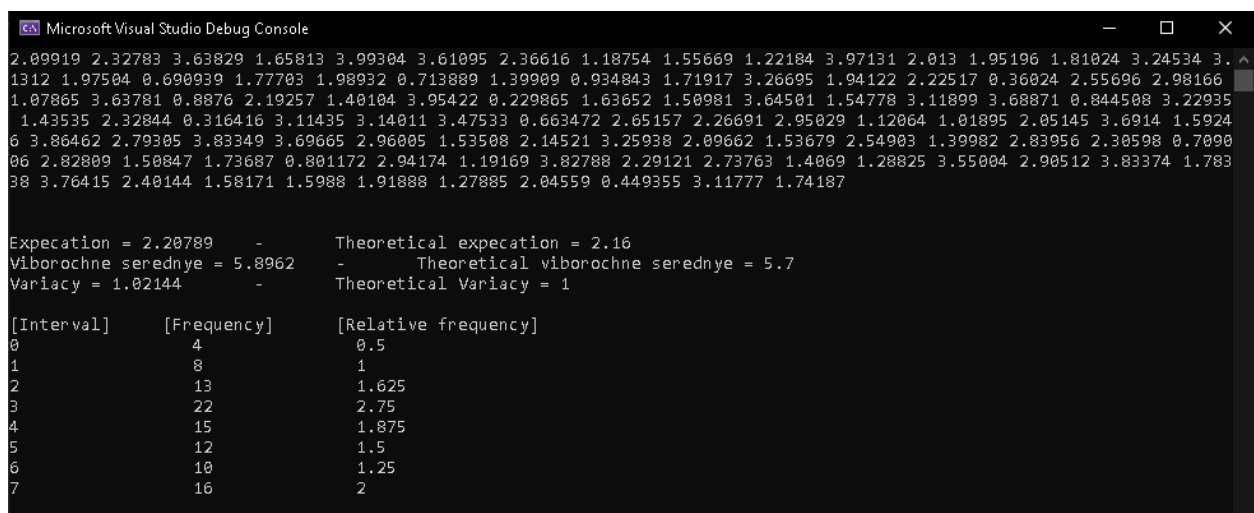 Microsoft Visual Studio Debug Console
2.09919 2.32783 3.63829 1.65813 3.99304 3.61095 2.36616 1.18754 1.55669 1.22184 3.97131 2.013 1.95196 1.81024 3.24534 3.
1312 1.97504 0.690939 1.77703 1.98932 0.713889 1.39909 0.934843 1.71917 3.26695 1.94122 2.22517 0.36024 2.55696 2.98166
1.07865 3.63781 0.8876 2.19257 1.40104 3.95422 0.229865 1.63652 1.50981 3.64501 1.54778 3.11899 3.68871 0.844508 3.22935
1.43535 2.32844 0.316416 3.11435 3.14011 3.47533 0.663472 2.65157 2.26691 2.95029 1.12064 1.01895 2.05145 3.6914 1.5924
6 3.86462 2.79305 3.83349 3.69665 2.96005 1.53508 2.14521 3.25938 2.09662 1.53679 2.54903 1.39982 2.83956 2.30598 0.7090
06 2.82809 1.50847 1.73687 0.801172 2.94174 1.19169 3.82788 2.29121 2.73763 1.4069 1.28825 3.55004 2.90512 3.83374 1.783
38 3.76415 2.40144 1.58171 1.5988 1.91888 1.27885 2.04559 0.449355 3.11777 1.74187
Expecation = 2.20789 - Theoretical expecation = 2.16
Viborochne serednye = 5.8962 - Theoretical viborochne serednye = 5.7
Variacy = 1.02144 - Theoretical Variacy = 1
[Interval] [Frequency] [Relative frequency]
0 4 0.5
1 8 1
2 13 1.625
3 22 2.75
4 15 1.875
5 12 1.5
6 10 1.25
7 16 2